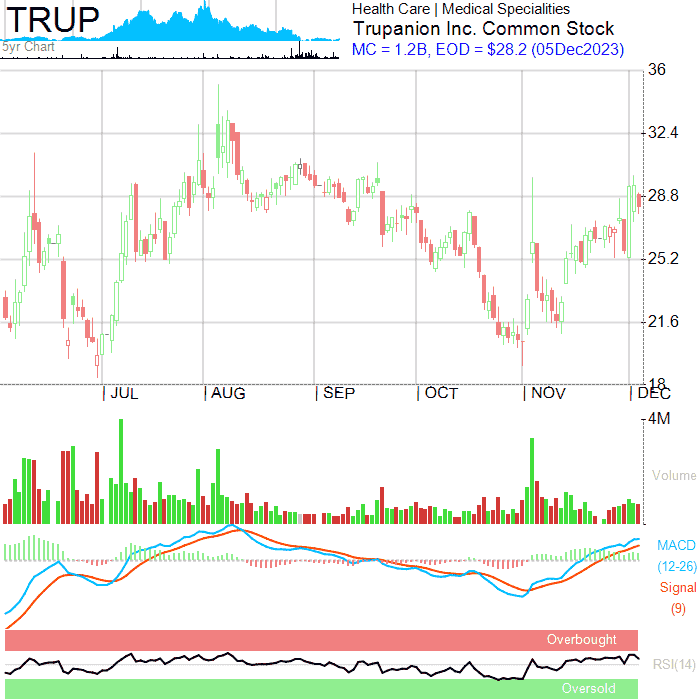 TRUP
5yr Chart
Health Care | Medical Specialities
Trupanion Inc. Common Stock
MC = 1.2B, EOD = $28.2 (05Dec2023)
36
32.4
28.8
25.2
21.6
18
JUL AUG SEP OCT NOV DEC
4M
Volume
MACD
(12-26)
Signal
(9)
Overbought
RSI(14)
Oversold